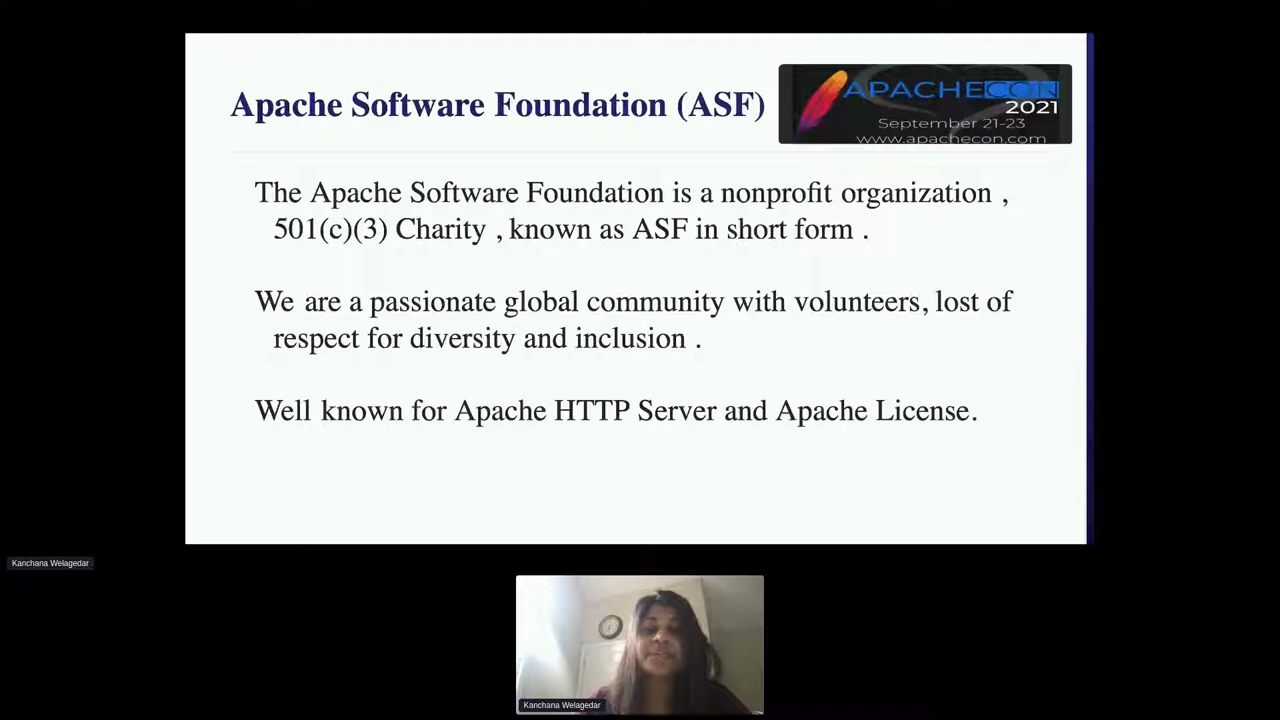 Apache Software Foundation (ASF)
APACHECON
2021
September 21-23
www.apachecon.com
The Apache Software Foundation is a nonprofit organization ,
501(c)(3) Charity , known as ASF in short form .
We are a passionate global community with volunteers, lost of
respect for diversity and inclusion .
Well known for Apache HTTP Server and Apache License.
Kanchana Welagedar
Kanchana Welagedar